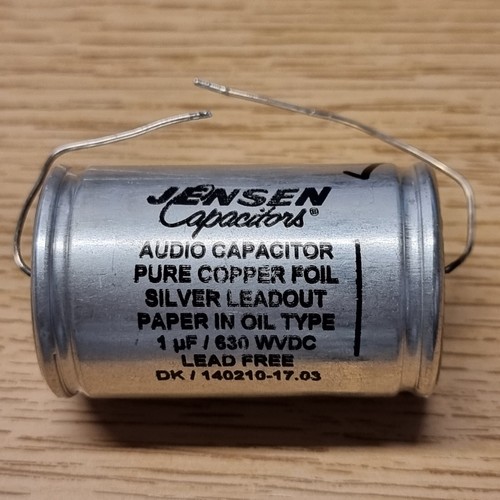 JENSEN
Capacitors®
AUDIO CAPACITOR
PURE COPPER FOIL
SILVER LEADOUT
PAPER IN OIL TYPE
1 µF / 630 WVDC
LEAD FREE
DK / 140210-17.03